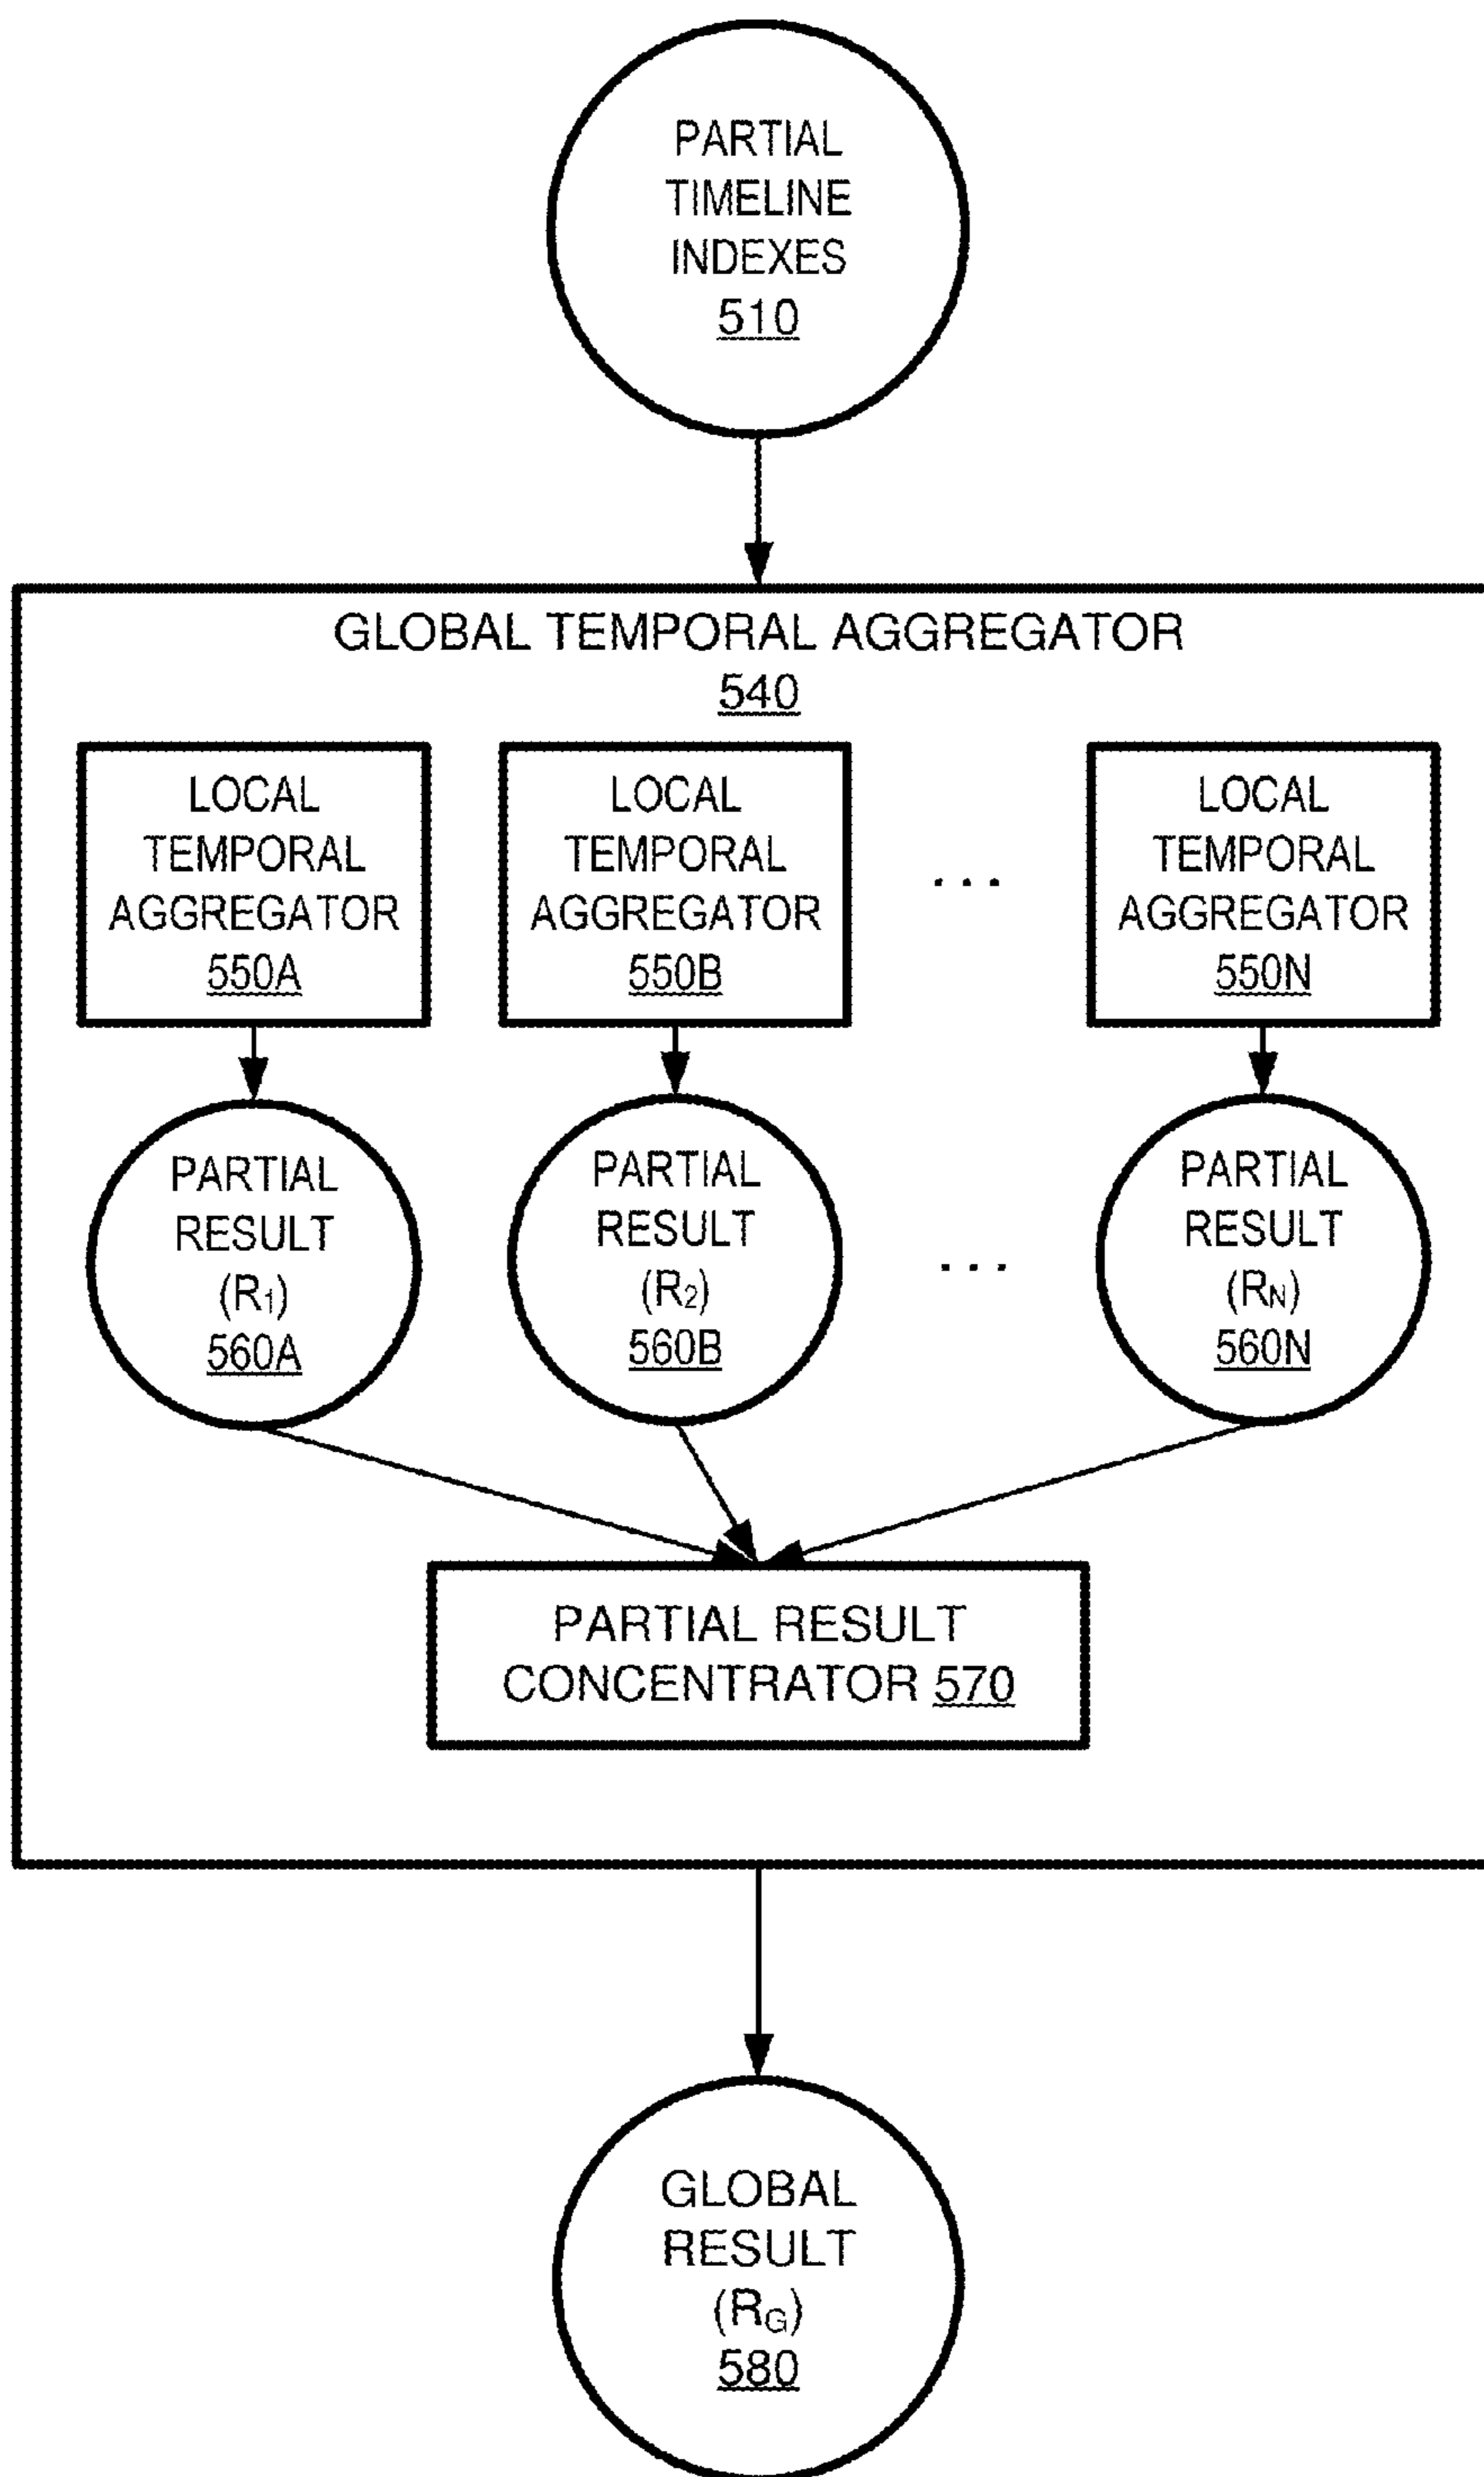 PARTIAL
TIMELINE
INDEXES
510
GLOBAL TEMPORAL AGGREGATOR
540
LOCAL
TEMPORAL
AGGREGATOR
550A
LOCAL
TEMPORAL
AGGREGATOR
550B
...
LOCAL
TEMPORAL
AGGREGATOR
550N
PARTIAL
RESULT
(R₁)
560A
PARTIAL
RESULT
(R₂)
560B
...
PARTIAL
RESULT
(R_N)
560N
PARTIAL RESULT
CONCENTRATOR 570
GLOBAL
RESULT
(R_G)
580